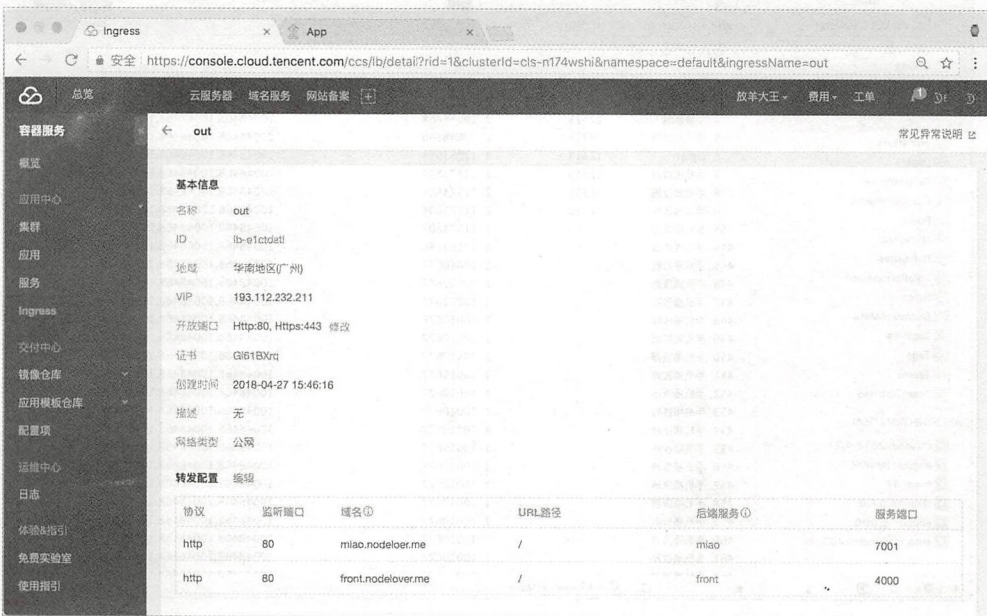 Ingress
App
安全 https://console.cloud.tencent.com/ccs/lb/detail?rid=1&clusterId=cls-n174wshi&namespace=default&ingressName=out
总览 云服务器 域名服务 网站备案 放羊大王 费用 工单 1
容器服务
概览
应用中心
集群
应用
服务
Ingress
交付中心
镜像仓库
应用模板仓库
配置项
运维中心
日志
体验&指引
免费实验室
使用指引
out 常见异常说明
基本信息
名称 out
ID
地域 华南地区(广州)
VIP 193.112.232.211
开放端口 Http:80, Https:443 修改
证书 Gl61BXrq
创建时间 2018-04-27 15:46:16
描述 无
网络类型 公网
转发配置 编辑
协议 监听端口 域名 URL路径 后端服务 服务端口
http 80 miao.nodeloer.me / miao 7001
http 80 front.nodelover.me / front 4000